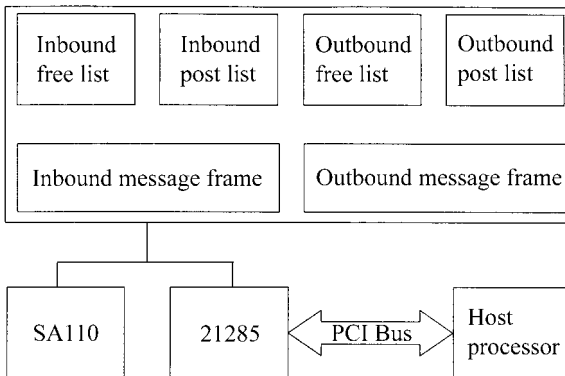 Inbound
free list
Inbound
post list
Outbound
free list
Outbound
post list
Inbound message frame
Outbound message frame
SA110
21285
PCI Bus
Host
processor